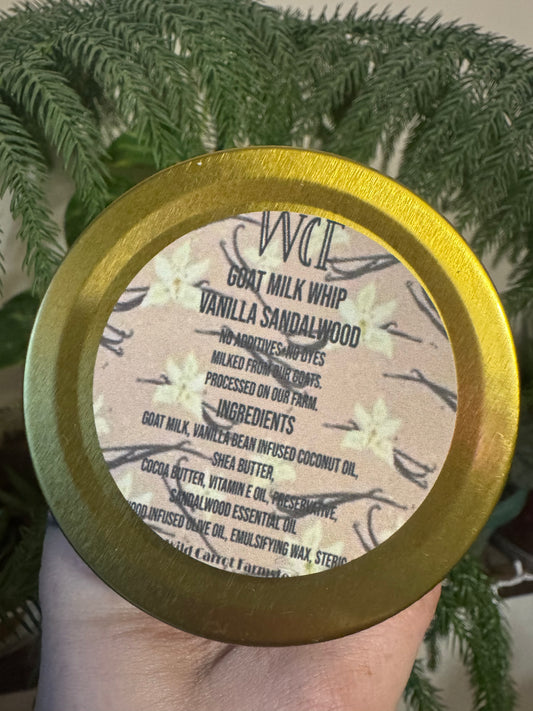 WCF
GOAT MILK WHIP
VANILLA SANDALWOOD
NO ADDITIVES•NO DYES
MILKED FROM OUR GOATS.
PROCESSED ON OUR FARM.
INGREDIENTS
GOAT MILK, VANILLA BEAN INFUSED COCONUT OIL,
SHEA BUTTER,
COCOA BUTTER, VITAMIN E OIL, PRESERVATIVE,
SANDALWOOD ESSENTIAL OIL
INFUSED OLIVE OIL, EMULSIFYING WAX,
Wild Carrot